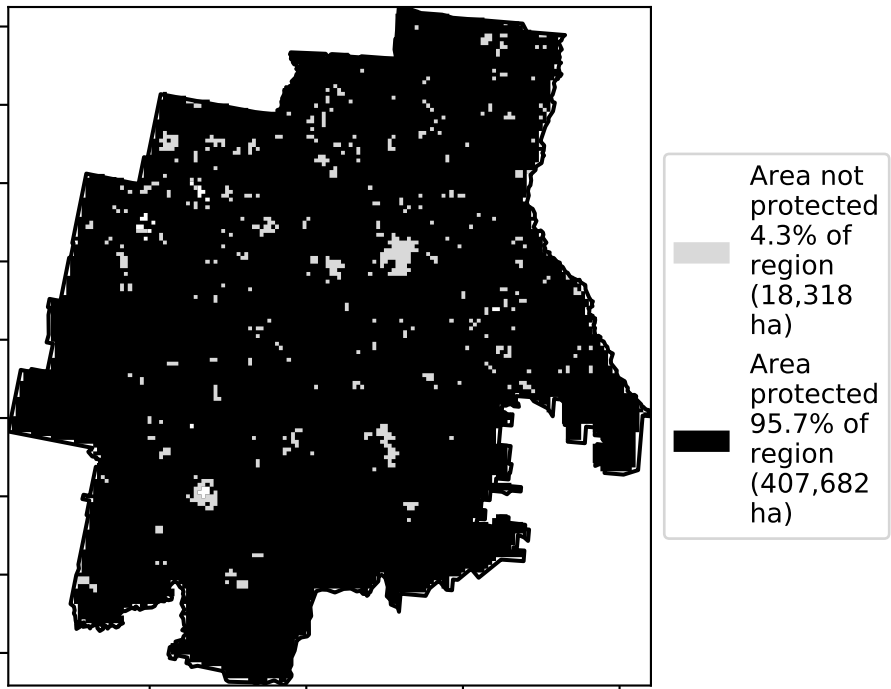 Area not
protected
4.3% of
region
(18,318
ha)
Area
protected
95.7% of
region
(407,682
ha)